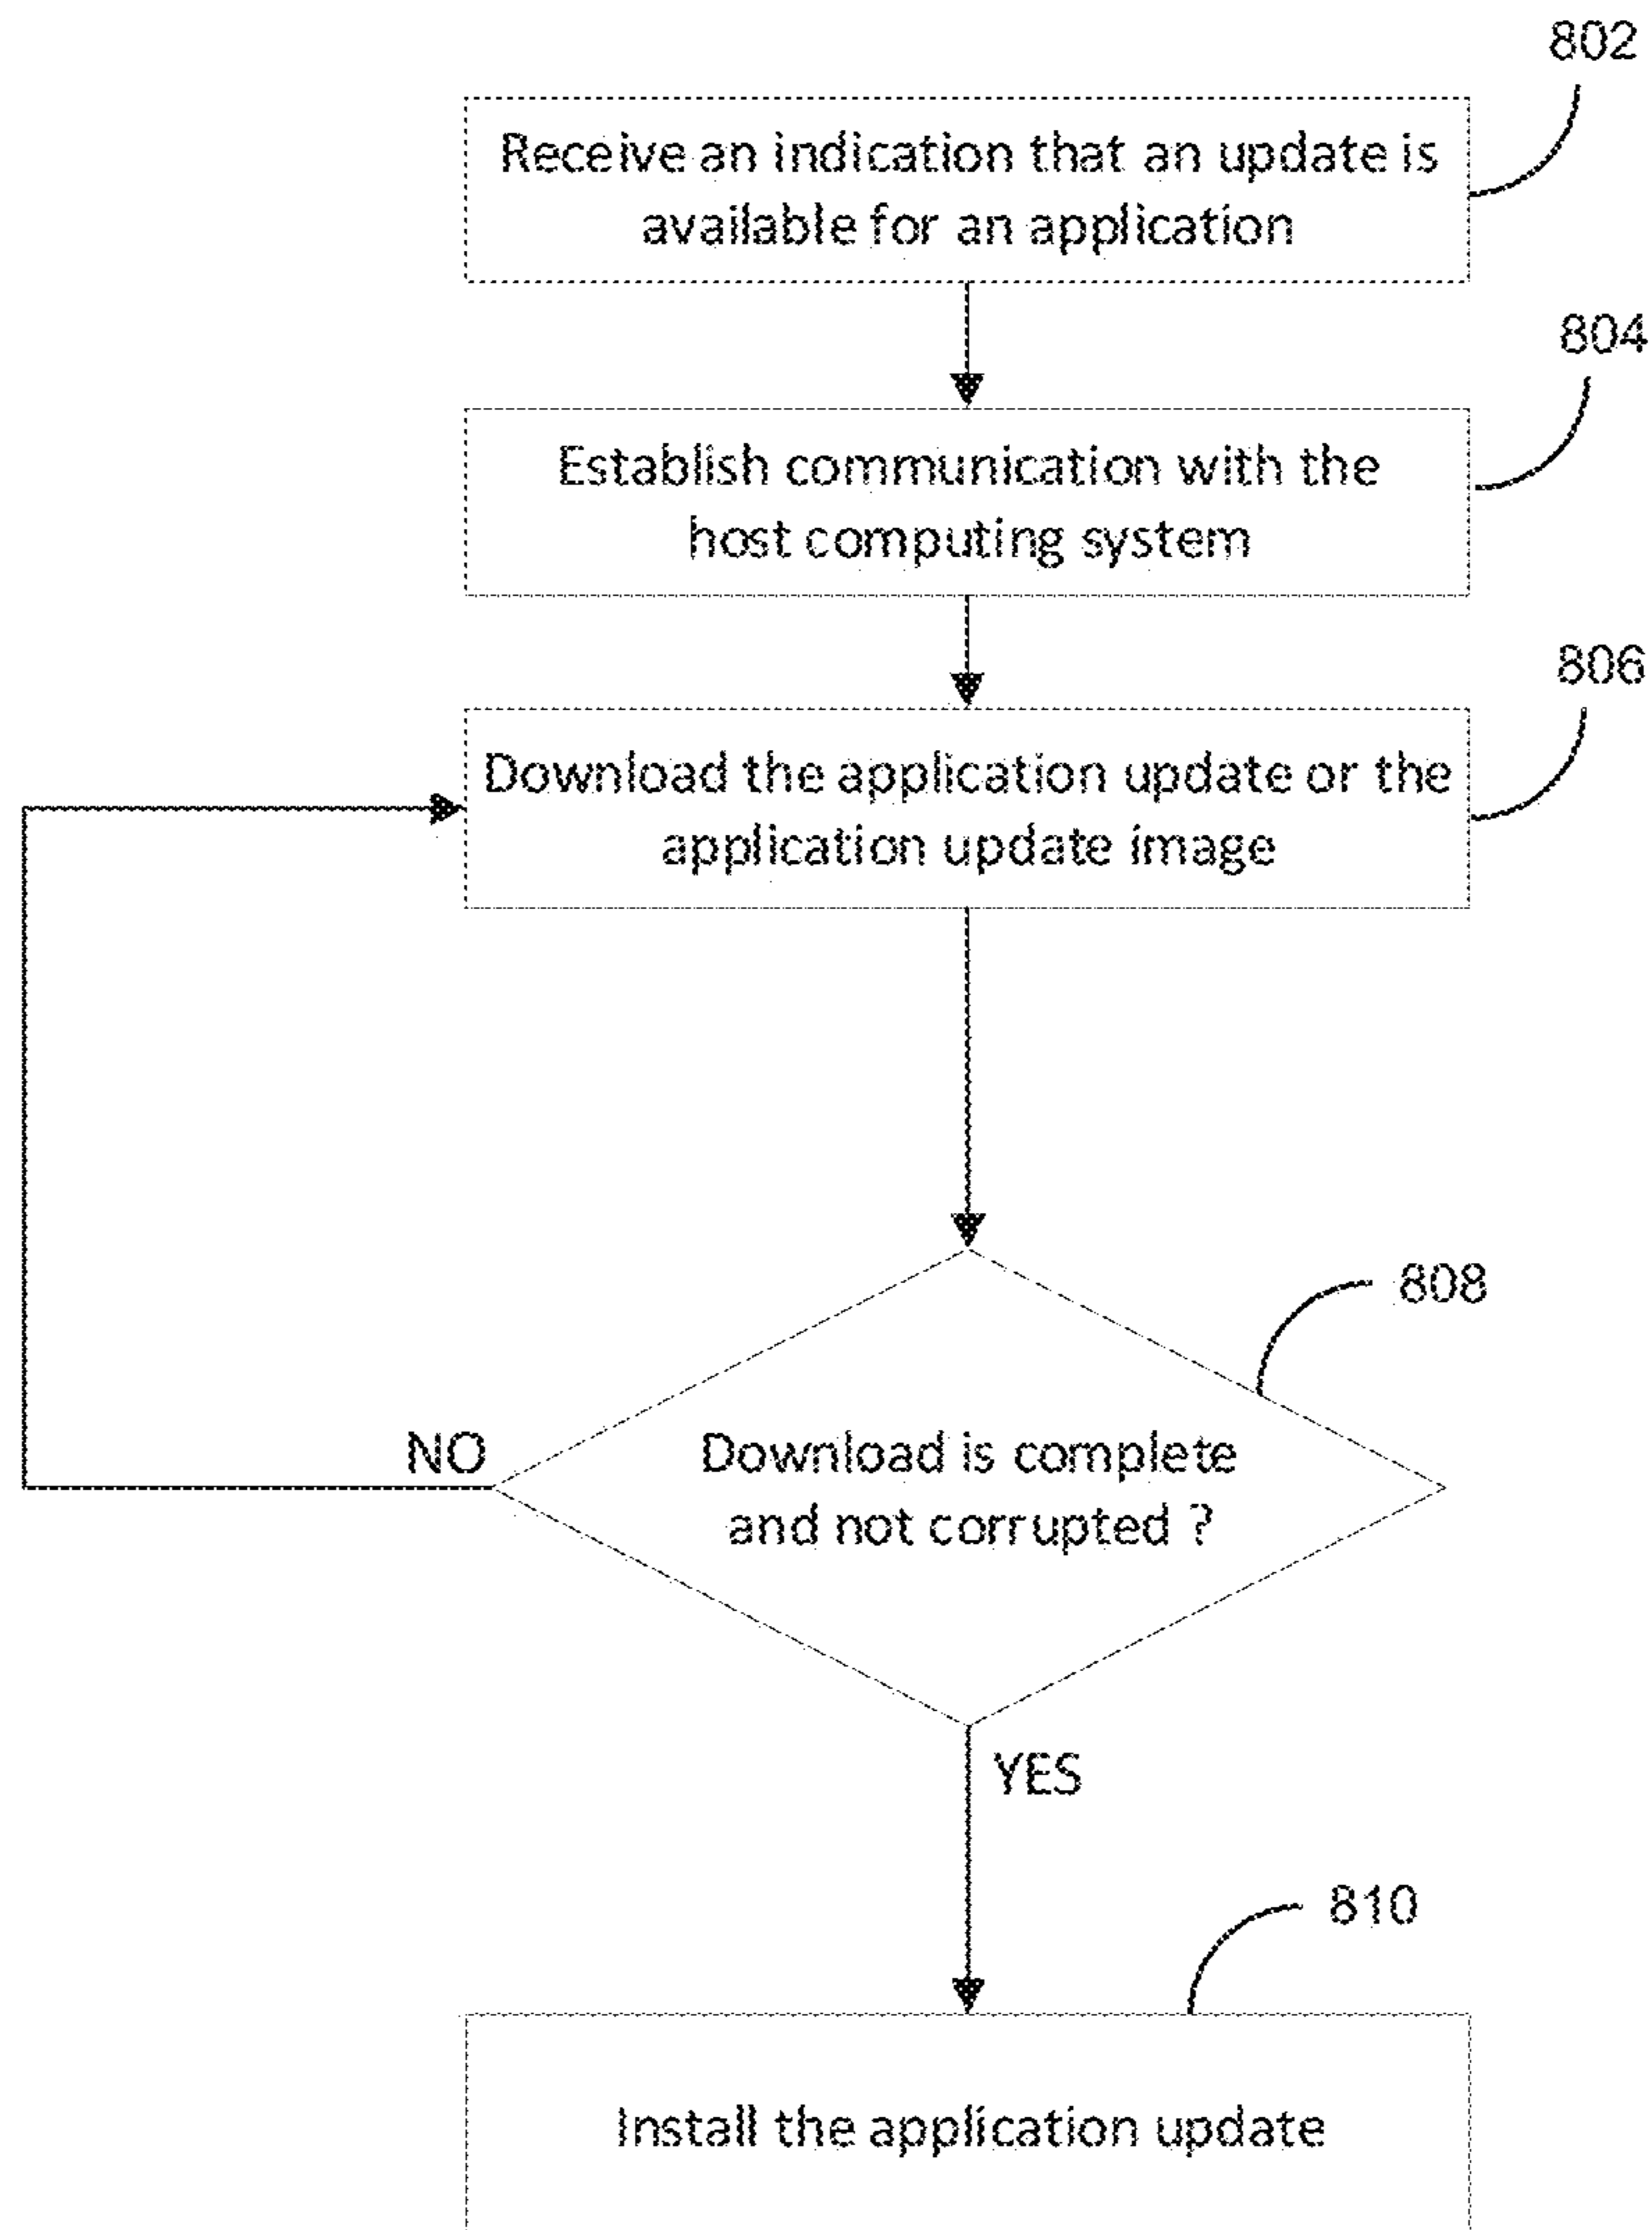 802
Receive an indication that an update is
available for an application
804
Establish communication with the
host computing system
806
Download the application update or the
application update image
808
NO
Download is complete
and not corrupted ?
YES
810
Install the application update